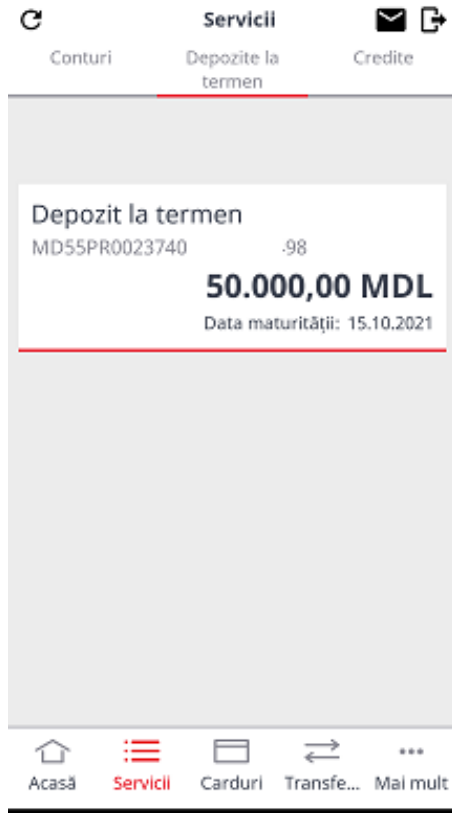 Servicii
Conturi
Depozite la
termen
Credite
Depozit la termen
MD55PR0023740 -98
50.000,00 MDL
Data maturității: 15.10.2021
Acasă Servicii Carduri Transfe... Mai mult